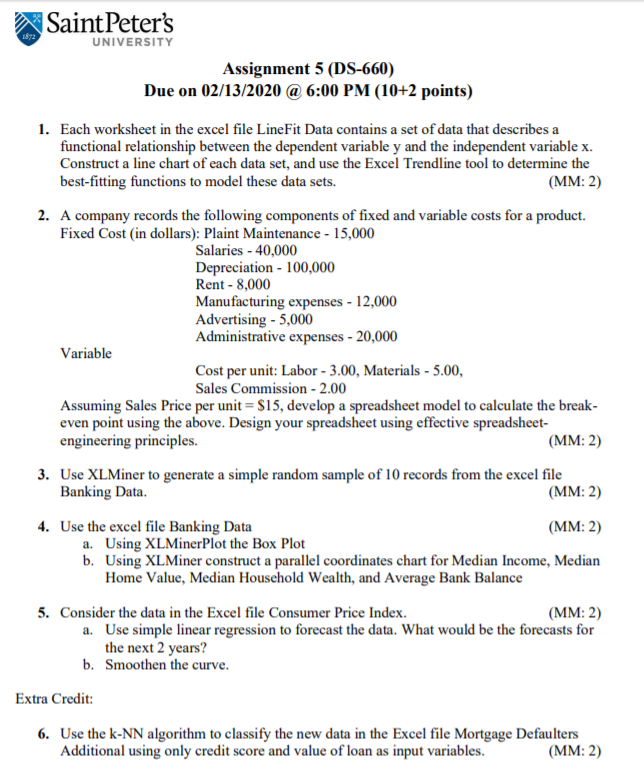 1872
SaintPeter's
UNIVERSITY
Assignment 5 (DS-660)
Due on 02/13/2020 @ 6:00 PM (10+2 points)
1. Each worksheet in the excel file LineFit Data contains a set of data that describes a
functional relationship between the dependent variable y and the independent variable x.
Construct a line chart of each data set, and use the Excel Trendline tool to determine the
best-fitting functions to model these data sets. (MM: 2)
2. A company records the following components of fixed and variable costs for a product.
Fixed Cost (in dollars): Plaint Maintenance - 15,000
Salaries - 40,000
Depreciation - 100,000
Rent - 8,000
Manufacturing expenses - 12,000
Advertising - 5,000
Administrative expenses - 20,000
Variable
Cost per unit: Labor - 3.00, Materials - 5.00,
Sales Commission - 2.00
Assuming Sales Price per unit = $15, develop a spreadsheet model to calculate the break-
even point using the above. Design your spreadsheet using effective spreadsheet-
engineering principles. (MM: 2)
3. Use XLMiner to generate a simple random sample of 10 records from the excel file
Banking Data. (MM: 2)
4. Use the excel file Banking Data (MM: 2)
a. Using XLMinerPlot the Box Plot
b. Using XLMiner construct a parallel coordinates chart for Median Income, Median
Home Value, Median Household Wealth, and Average Bank Balance
5. Consider the data in the Excel file Consumer Price Index. (MM: 2)
a. Use simple linear regression to forecast the data. What would be the forecasts for
the next 2 years?
b. Smoothen the curve.
Extra Credit:
6. Use the k-NN algorithm to classify the new data in the Excel file Mortgage Defaulters
Additional using only credit score and value of loan as input variables. (MM: 2)